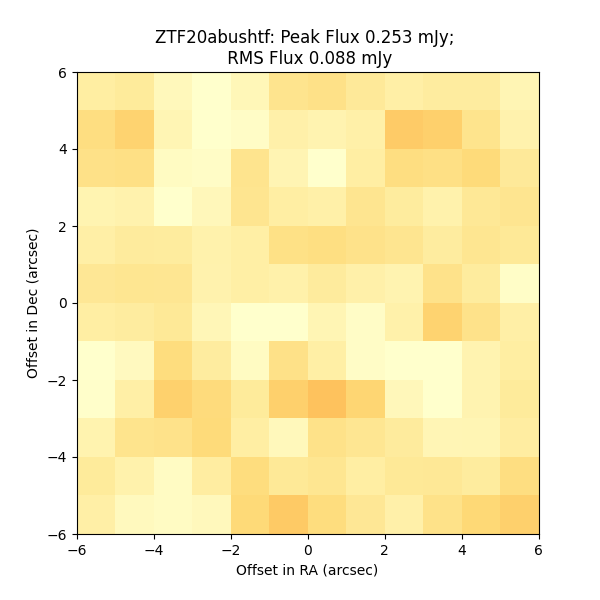 ZTF20abushtf: Peak Flux 0.253 mJy;
RMS Flux 0.088 mJy
6
4
2
0
−2
−4
−6
Offset in Dec (arcsec)
−6 −4 −2 0 2 4 6
Offset in RA (arcsec)